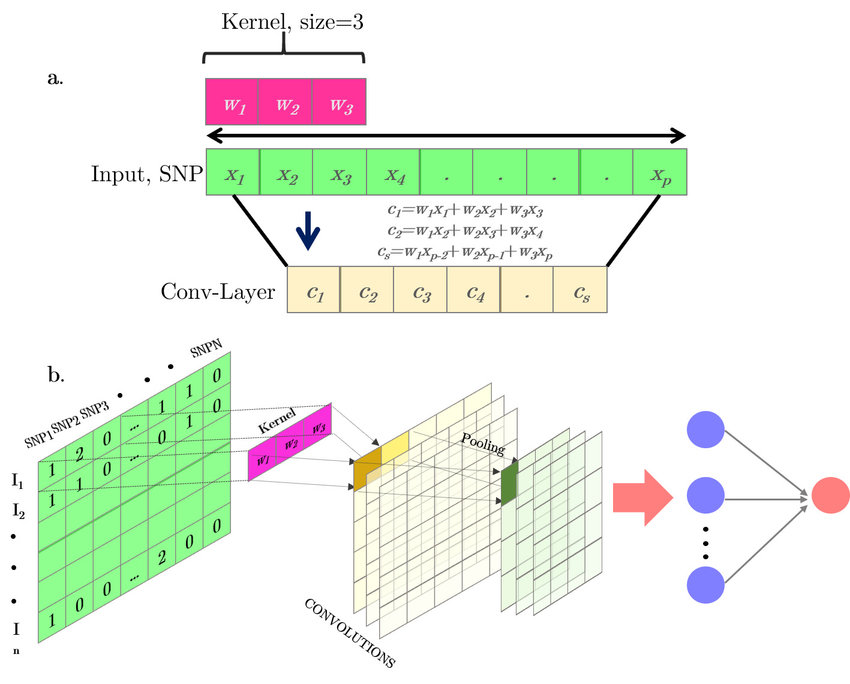 Kernel, size=3
a.
w₁ w₂ w₃
Input, SNP x₁ x₂ x₃ x₄ . . . . xₚ
c₁=w₁x₁+w₂x₂+w₃x₃
c₂=w₁x₂+w₂x₃+w₃x₄
cₛ=w₁xₚ₋₂+w₂xₚ₋₁+w₃xₚ
Conv-Layer c₁ c₂ c₃ c₄ . cₛ
b.
SNP1 SNP2 SNP3 • • • SNPN
I₁ 1 2 0 ... 1 1 0
I₂ 1 1 0 ... 0 1 0
•
•
•
Iₙ 1 0 0 ... 2 0 0
Kernel
w₁ w₂ w₃
Pooling
CONVOLUTIONS